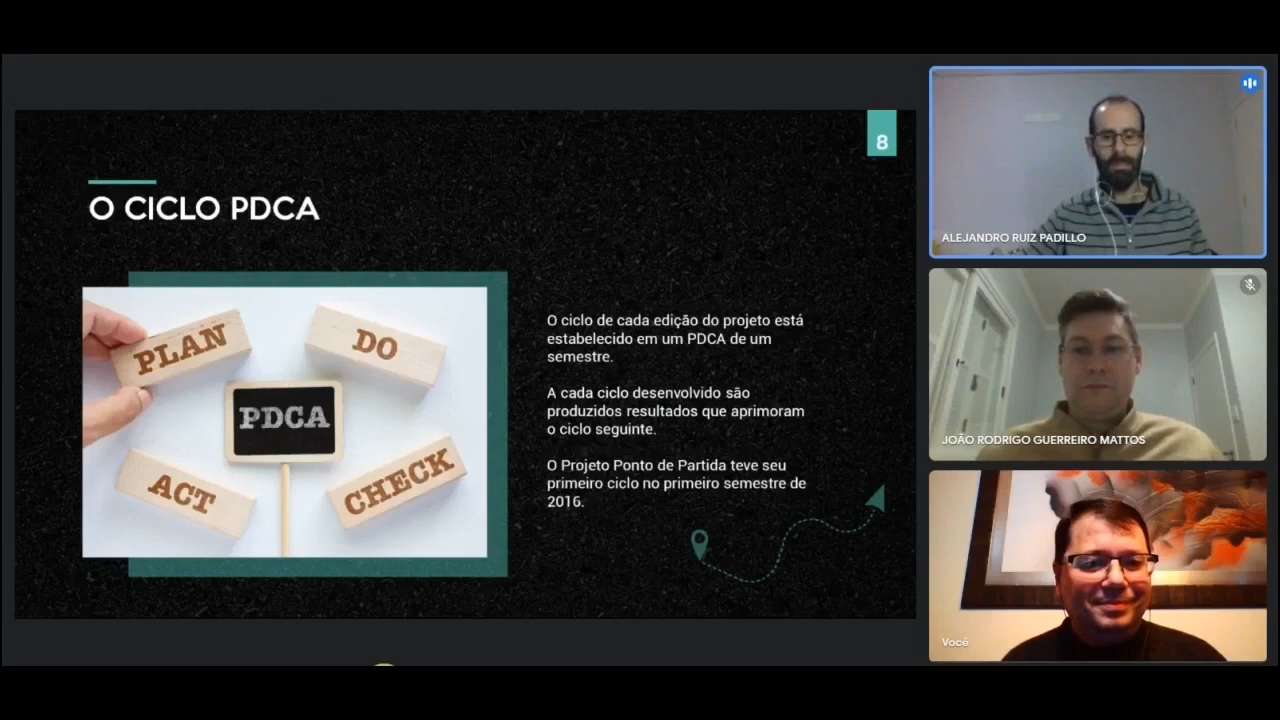 8
O CICLO PDCA
PLAN
DO
PDCA
ACT
CHECK
O ciclo de cada edição do projeto está
estabelecido em um PDCA de um
semestre.
A cada ciclo desenvolvido são
produzidos resultados que aprimoram
o ciclo seguinte.
O Projeto Ponto de Partida teve seu
primeiro ciclo no primeiro semestre de
2016.
ALEJANDRO RUIZ PADILLO
JOÃO RODRIGO GUERREIRO MATTOS
Você